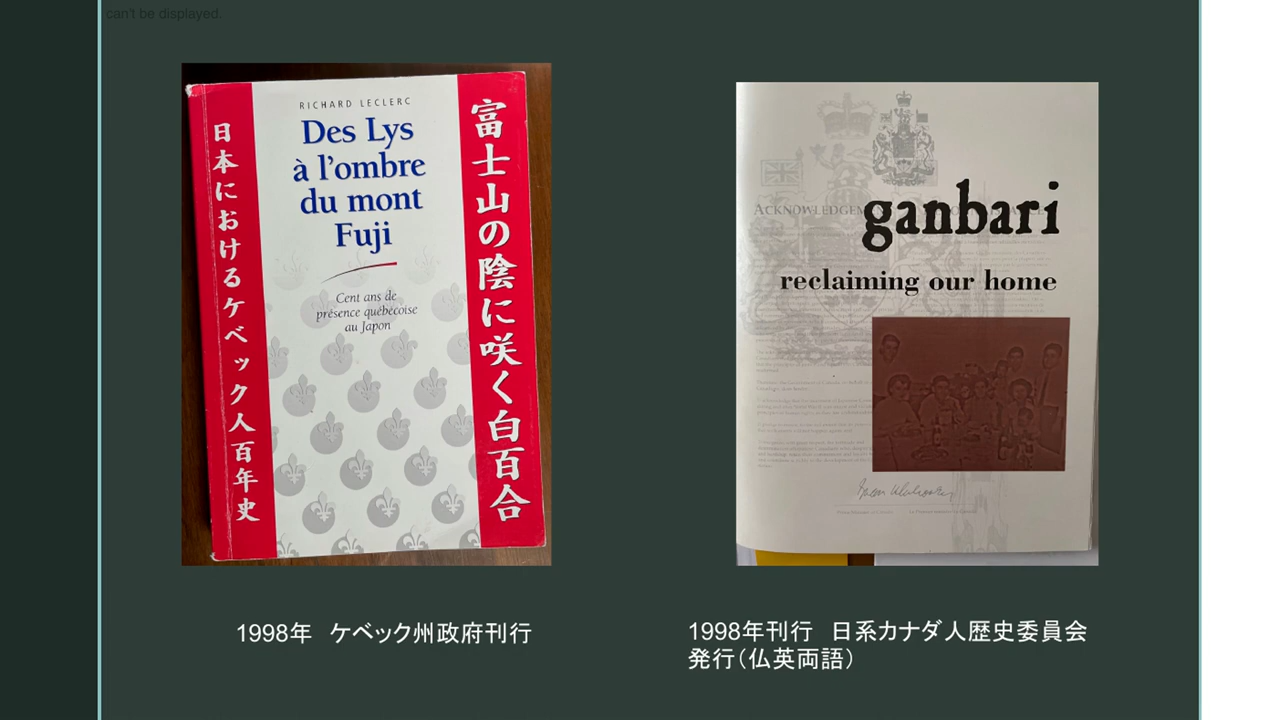 can't be displayed.
RICHARD LECLERC
Des Lys
à l'ombre
du mont
Fuji
Cent ans de
présence québécoise
au Japon
日本におけるケベック人百年史
富士山の陰に咲く白百合
ganbari
reclaiming our home
1998年 ケベック州政府刊行
1998年刊行 日系カナダ人歴史委員会
発行(仏英両語)